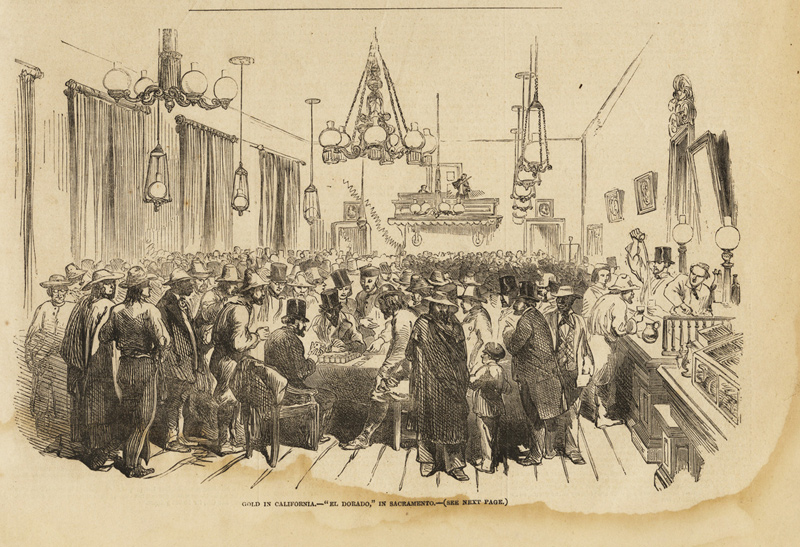 GOLD IN CALIFORNIA.—"EL DORADO," IN SACRAMENTO.—(SEE NEXT PAGE.)